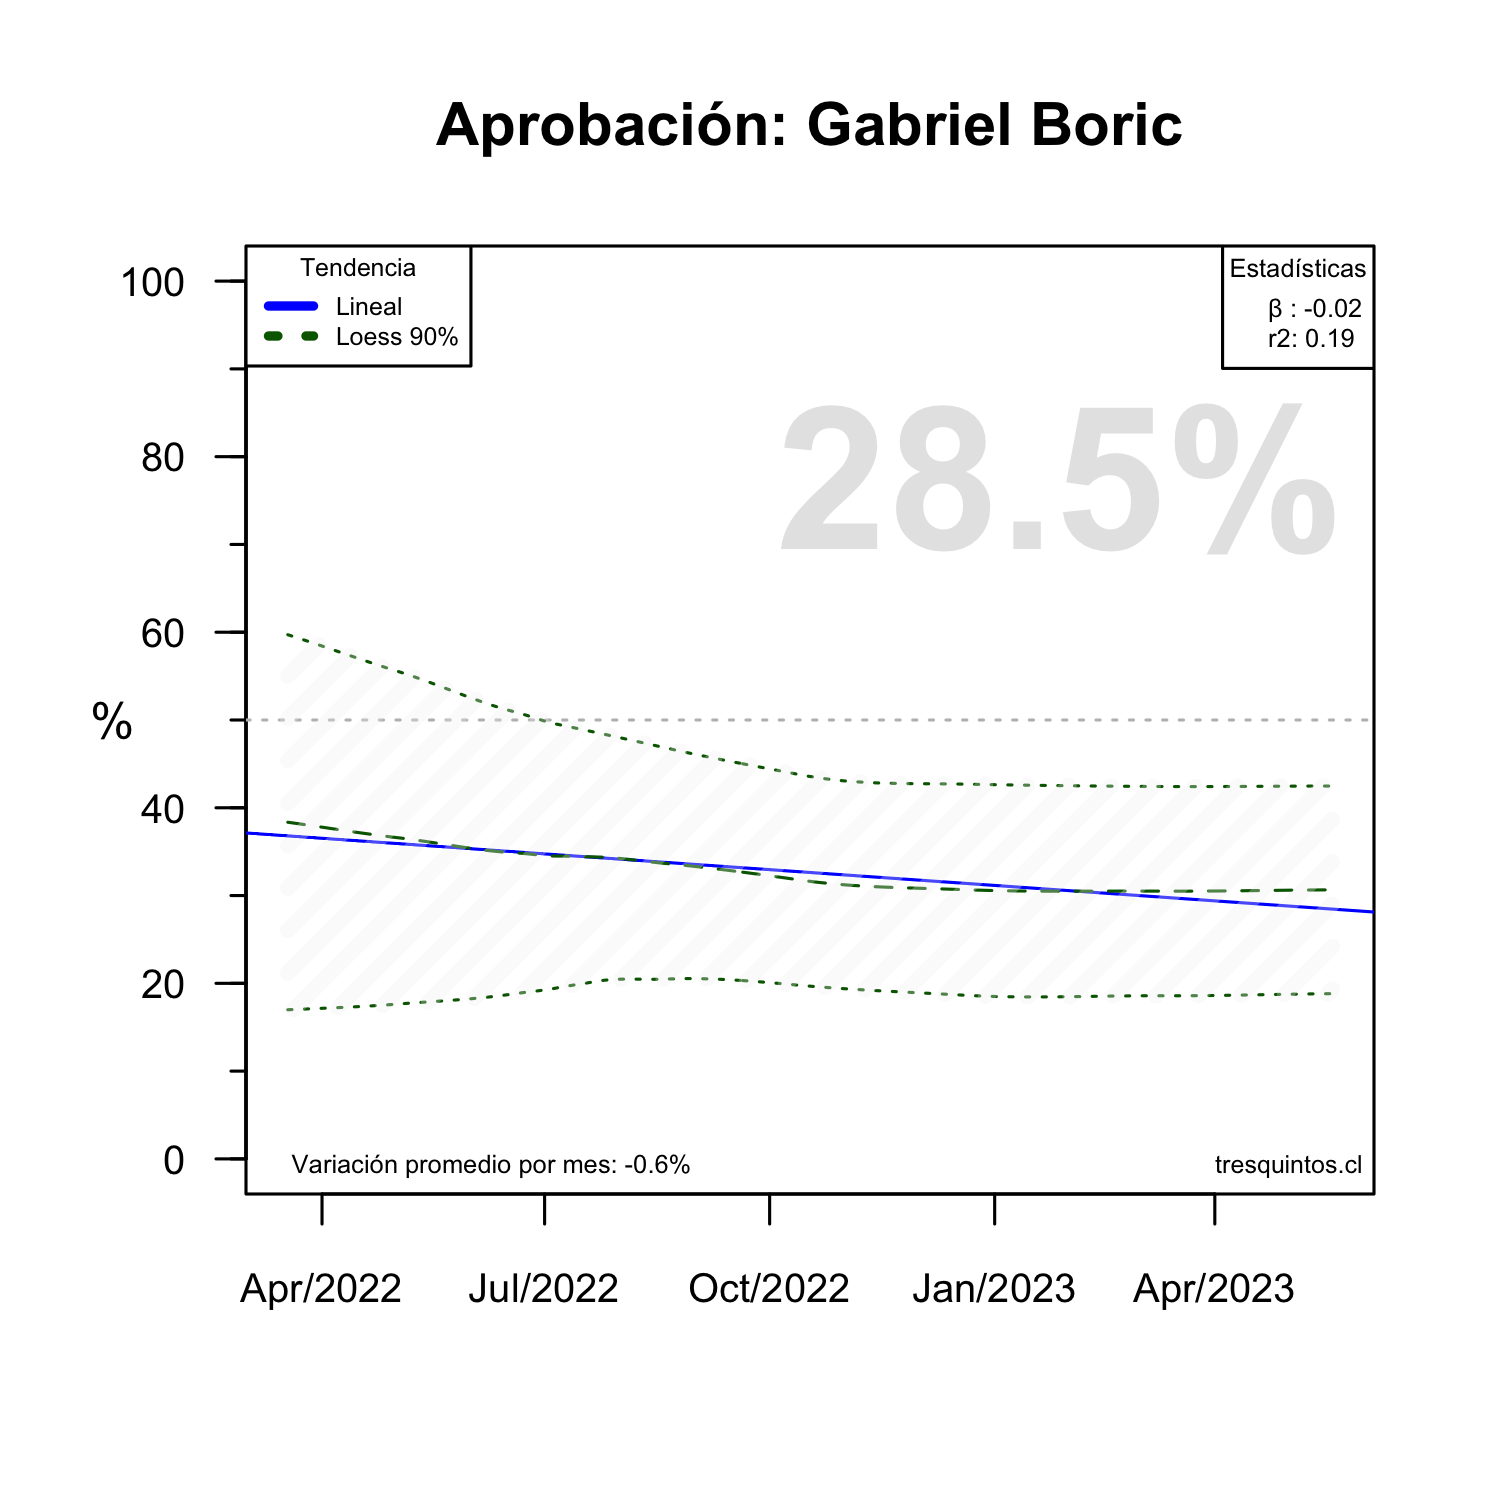 Aprobación: Gabriel Boric
Tendencia
Lineal
Loess 90%
Estadísticas
β : -0.02
r2: 0.19
28.5%
100
80
60
40
20
0
%
Variación promedio por mes: -0.6%
tresquintos.cl
Apr/2022 Jul/2022 Oct/2022 Jan/2023 Apr/2023